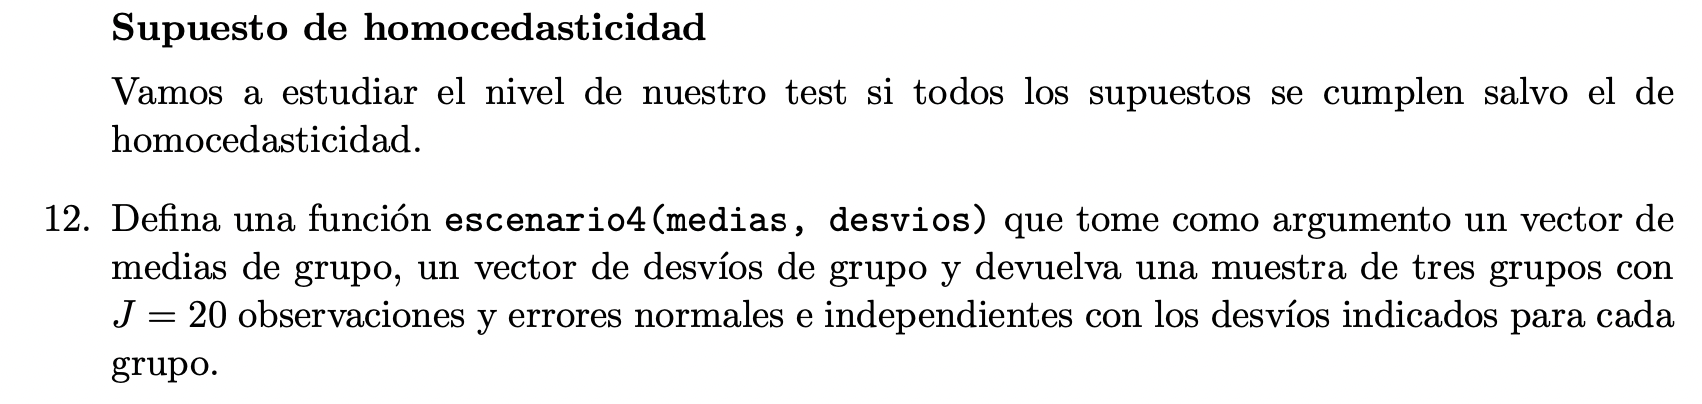 Supuesto de homocedasticidad
Vamos a estudiar el nivel de nuestro test si todos los supuestos se cumplen salvo el de
homocedasticidad.
12. Defina una función escenario4(medias, desvios) que tome como argumento un vector de
medias de grupo, un vector de desvíos de grupo y devuelva una muestra de tres grupos con
J = 20 observaciones y errores normales e independientes con los desvíos indicados para cada
grupo.